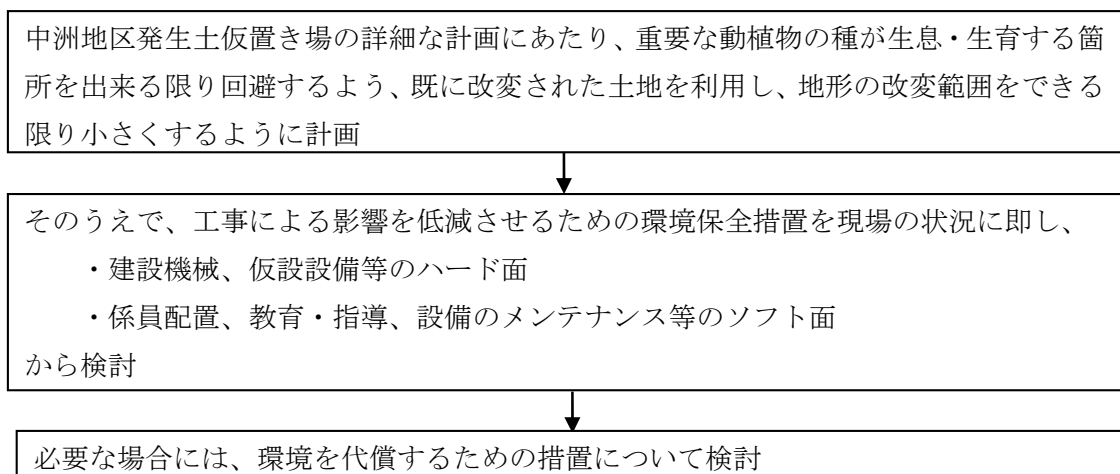 中洲地区発生土仮置き場の詳細な計画にあたり、重要な動植物の種が生息・生育する箇
所を出来る限り回避するよう、既に改変された土地を利用し、地形の改変範囲をできる
限り小さくするように計画
そのうえで、工事による影響を低減させるための環境保全措置を現場の状況に即し、
・建設機械、仮設設備等のハード面
・係員配置、教育・指導、設備のメンテナンス等のソフト面
から検討
必要な場合には、環境を代償するための措置について検討